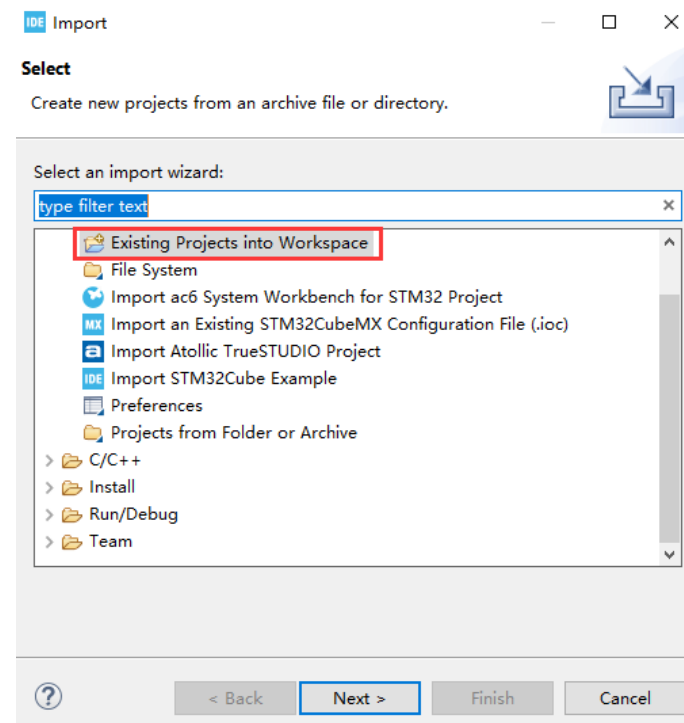 IDE Import
Select
Create new projects from an archive file or directory.
Select an import wizard:
type filter text
Existing Projects into Workspace
File System
Import ac6 System Workbench for STM32 Project
MX Import an Existing STM32CubeMX Configuration File (.ioc)
a Import Atollic TrueSTUDIO Project
IDE Import STM32Cube Example
Preferences
Projects from Folder or Archive
> C/C++
> Install
> Run/Debug
> Team
? < Back Next > Finish Cancel